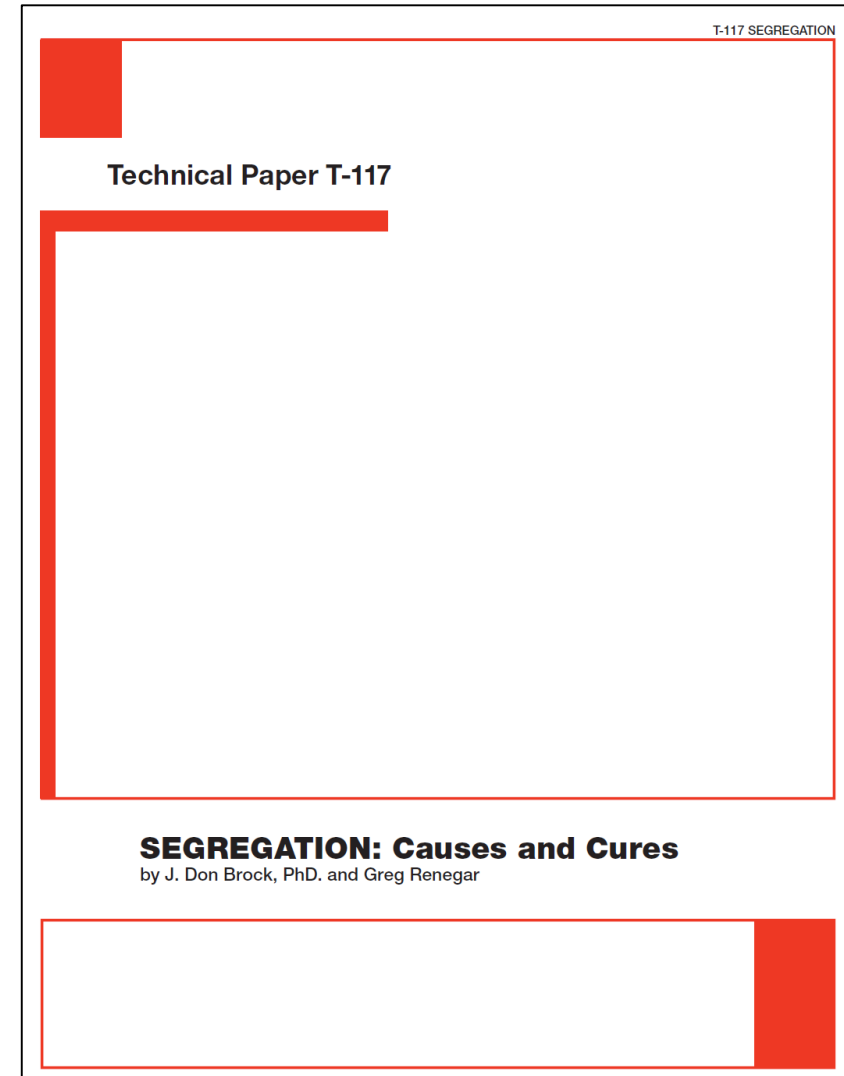 T-117 SEGREGATION
Technical Paper T-117
SEGREGATION: Causes and Cures
by J. Don Brock, PhD. and Greg Renegar